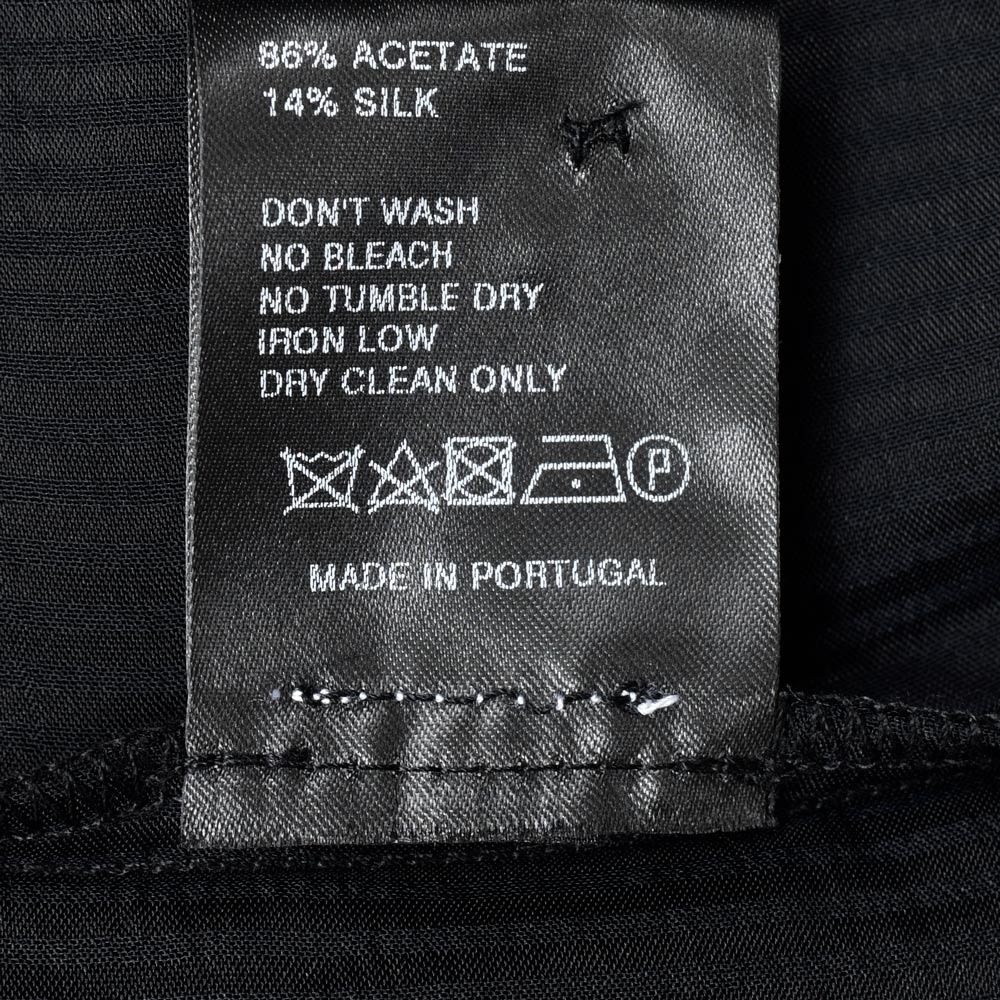 86% ACETATE
14% SILK
DON'T WASH
NO BLEACH
NO TUMBLE DRY
IRON LOW
DRY CLEAN ONLY
P
MADE IN PORTUGAL